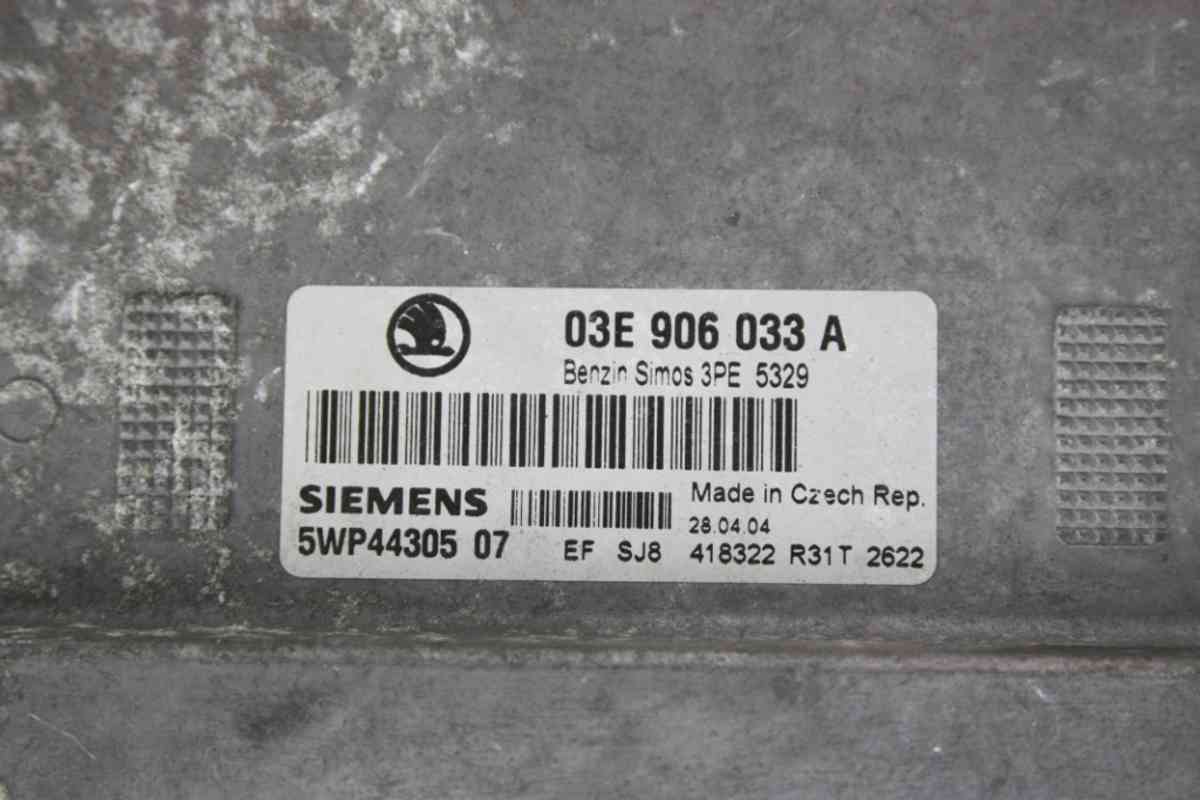 03E 906 033 A
Benzin Simos 3PE 5329
SIEMENS
Made in Czech Rep.
28.04.04
5WP44305 07
EF SJ8 418322 R31T 2622